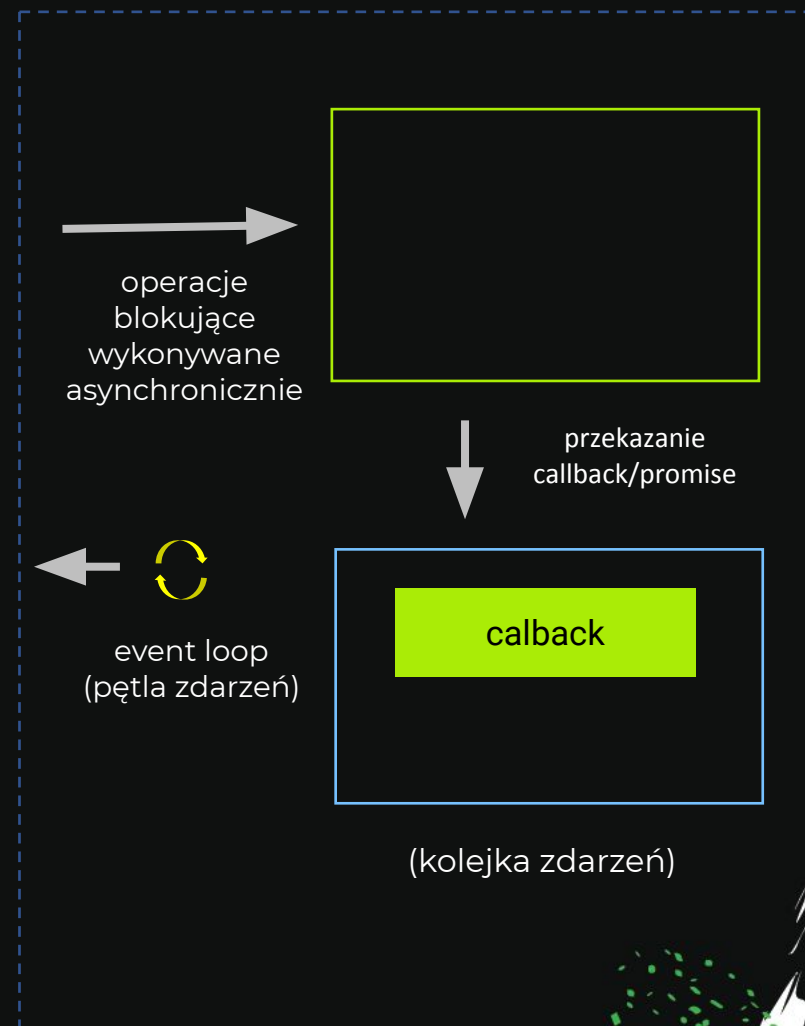 operacje
blokujące
wykonywane
asynchronicznie
przekazanie
callback/promise
event loop
(pętla zdarzeń)
calback
(kolejka zdarzeń)